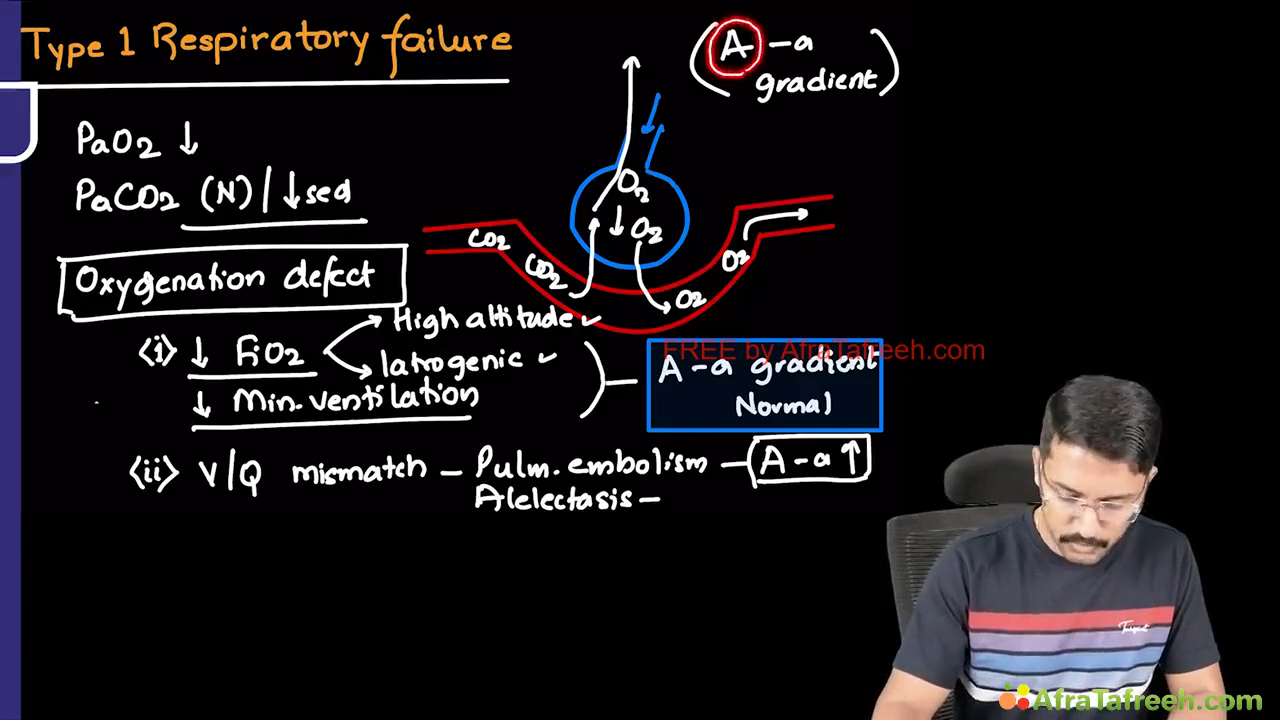 Type 1 Respiratory failure
(A-a gradient)
PaO2 ↓
PaCO2 (N)/↓sed
O2
↓ O2
CO2
CO2
O2
O2
Oxygenation defect
(i) ↓ FiO2
High altitude ✓
Iatrogenic ✓
↓ Min. ventilation
A-a gradient
Normal
FREE by AfraTafreeh.com
(ii) V/Q mismatch - Pulm. embolism - A-a ↑
Atelectasis -
AfraTafreeh.com